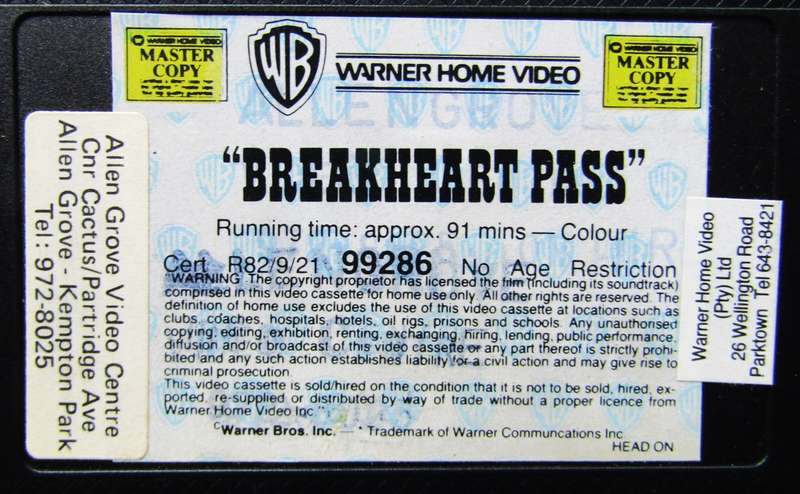 WARNER HOME VIDEO
MASTER
COPY
WB
WARNER HOME VIDEO
WARNER HOME VIDEO
MASTER
COPY
ALLEN GROVE
"BREAKHEART PASS"
Running time: approx. 91 mins — Colour
Cert R82/9/21 99286 No Age Restriction
"WARNING The copyright proprietor has licensed the film (including its soundtrack)
comprised in this video cassette for home use only. All other rights are reserved. The
definition of home use excludes the use of this video cassette at locations such as
clubs, coaches, hospitals, hotels, oil rigs, prisons and schools. Any unauthorised
copying, editing, exhibition, renting, exchanging, hiring, lending, public performance,
diffusion and/or broadcast of this video cassette or any part thereof is strictly prohi-
bited and any such action establishes liability for a civil action and may give rise to
criminal prosecution.
This video cassette is sold/hired on the condition that it is not to be sold, hired, ex-
ported, re-supplied or distributed by way of trade without a proper licence from
Warner Home Video Inc."
©Warner Bros. Inc. — * Trademark of Warner Communcations Inc.
HEAD ON
Allen Grove Video Centre
Cnr Cactus/Partridge Ave
Allen Grove - Kempton Park
Tel: 972-8025
Warner Home Video
(Pty) Ltd
26 Wellington Road
Parktown Tel 643-8421